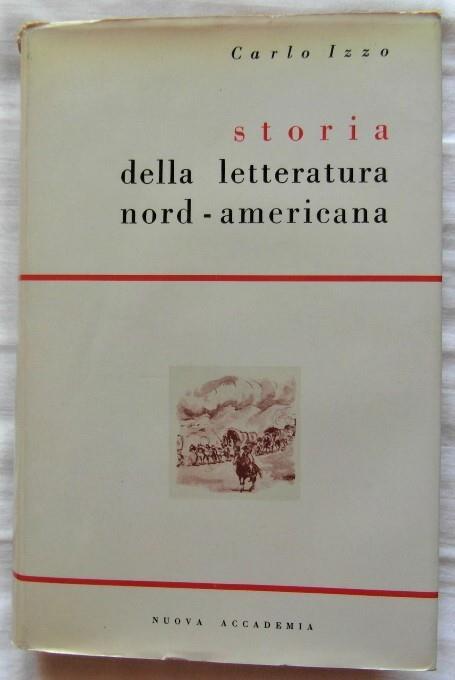 Carlo Izzo
storia
della letteratura
nord-americana
NUOVA ACCADEMIA